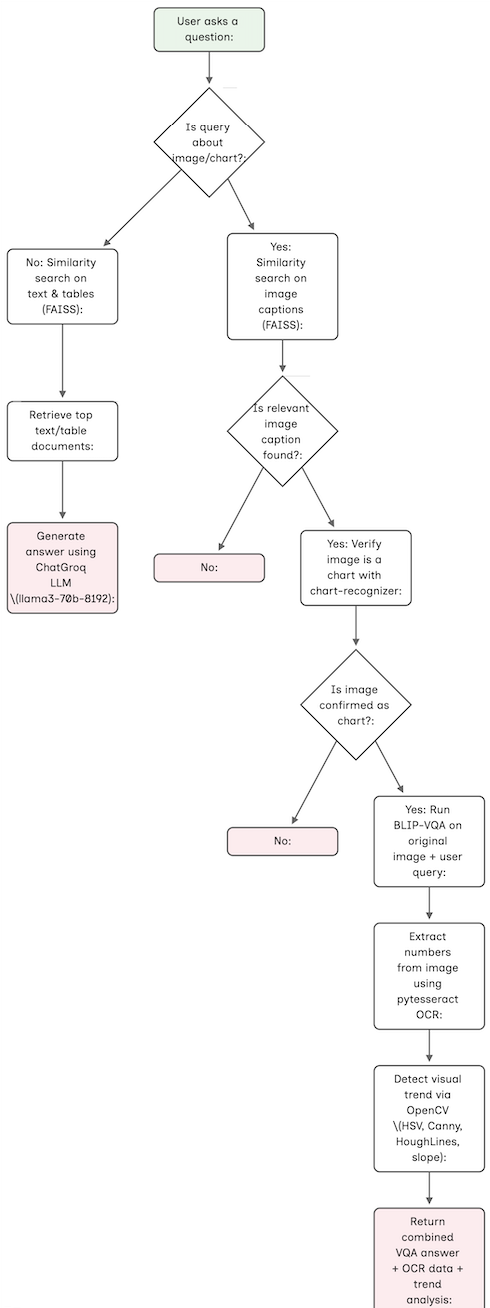 User asks a
question:
Is query
about
image/chart?:
No: Similarity
search on
text & tables
(FAISS):
Yes:
Similarity
search on
image
captions
(FAISS):
Retrieve top
text/table
documents:
Is relevant
image
caption
found?:
Generate
answer using
ChatGroq
LLM
\(llama3-70b-8192):
No:
Yes: Verify
image is a
chart with
chart-recognizer:
Is image
confirmed as
chart?:
No:
Yes: Run
BLIP-VQA on
original
image + user
query:
Extract
numbers
from image
using
pytesseract
OCR:
Detect visual
trend via
OpenCV
\(HSV, Canny,
HoughLines,
slope):
Return
combined
VQA answer
+ OCR data +
trend
analysis: